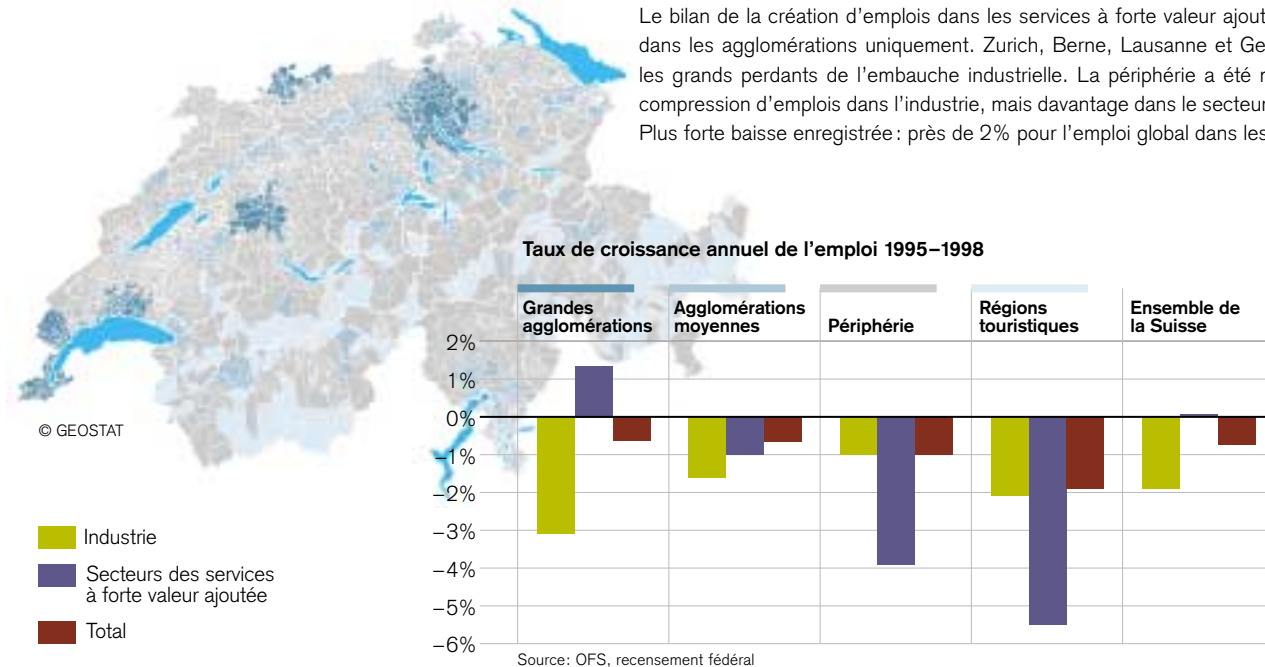 Le bilan de la création d’emplois dans les services à forte valeur ajout
dans les agglomérations uniquement. Zurich, Berne, Lausanne et Ge
les grands perdants de l’embauche industrielle. La périphérie a été
compression d’emplois dans l’industrie, mais davantage dans le secteur
Plus forte baisse enregistrée : près de 2% pour l’emploi global dans les
Taux de croissance annuel de l’emploi 1995–1998
Grandes agglomérations
Agglomérations moyennes
Périphérie
Régions touristiques
Ensemble de la Suisse
2%
1%
0%
–1%
–2%
–3%
–4%
–5%
–6%
© GEOSTAT
Industrie
Secteurs des services
à forte valeur ajoutée
Total
Source: OFS, recensement fédéral